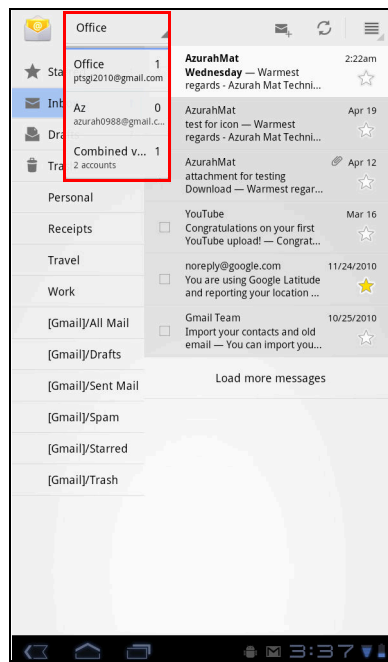 Office
Office 1
ptsgi2010@gmail.com
Az 0
azurah0988@gmail.c...
Combined v... 1
2 accounts
Sta
Inb
Dra
Tra
Personal
Receipts
Travel
Work
[Gmail]/All Mail
[Gmail]/Drafts
[Gmail]/Sent Mail
[Gmail]/Spam
[Gmail]/Starred
[Gmail]/Trash
AzurahMat 2:22am
Wednesday — Warmest
regards - Azurah Mat Techni...
AzurahMat Apr 19
test for icon — Warmest
regards - Azurah Mat Techni...
AzurahMat Apr 12
attachment for testing
Download — Warmest regar...
YouTube Mar 16
Congratulations on your first
YouTube upload! — Congrat...
noreply@google.com 11/24/2010
You are using Google Latitude
and reporting your location ...
Gmail Team 10/25/2010
Import your contacts and old
email — You can import you...
Load more messages
3:37